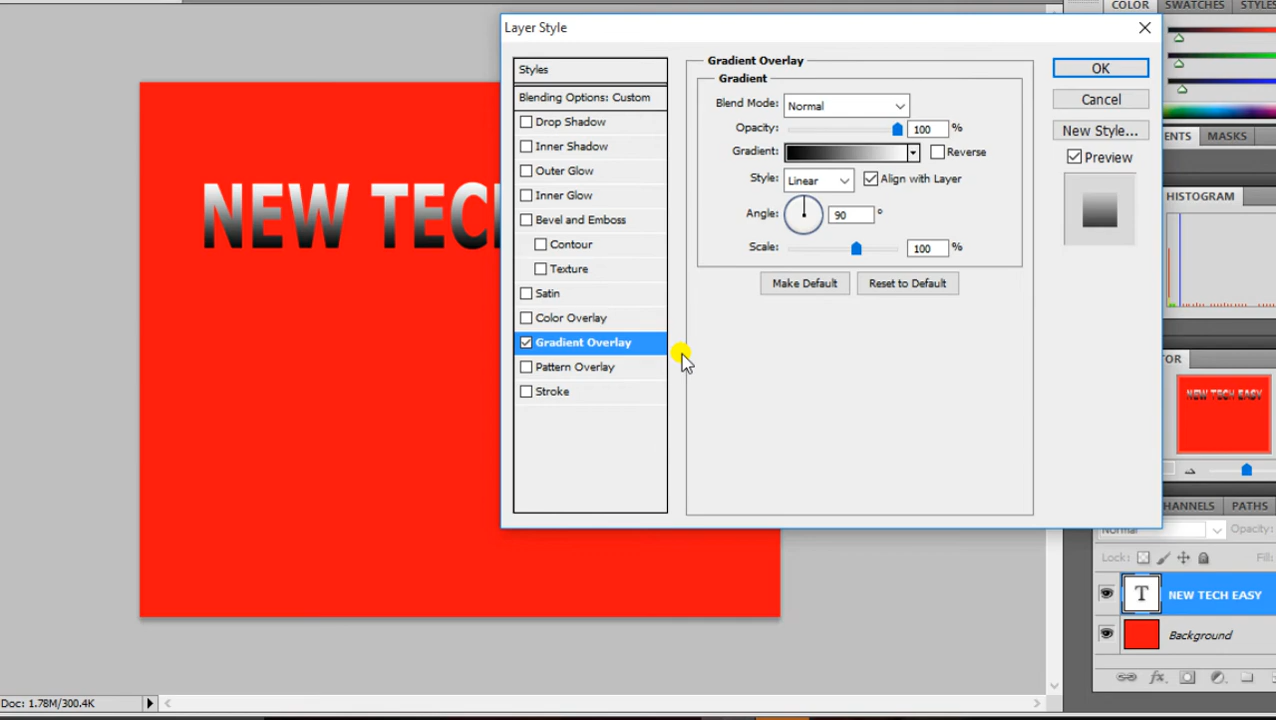 COLOR SWATCHES STYLES
Layer Style
Styles
Blending Options: Custom
Drop Shadow
Inner Shadow
Outer Glow
Inner Glow
Bevel and Emboss
Contour
Texture
Satin
Color Overlay
Gradient Overlay
Pattern Overlay
Stroke
Gradient Overlay
Gradient
Blend Mode: Normal
Opacity: 100 %
Gradient: Reverse
Style: Linear Align with Layer
Angle: 90 °
Scale: 100 %
Make Default Reset to Default
OK
Cancel
New Style...
Preview
NEW TECH
MASKS
HISTOGRAM
NEW TECH EASY
CHANNELS PATHS
Normal Opacity:
Lock: Fill:
T NEW TECH EASY
Background
fx
Doc: 1.78M/300.4K